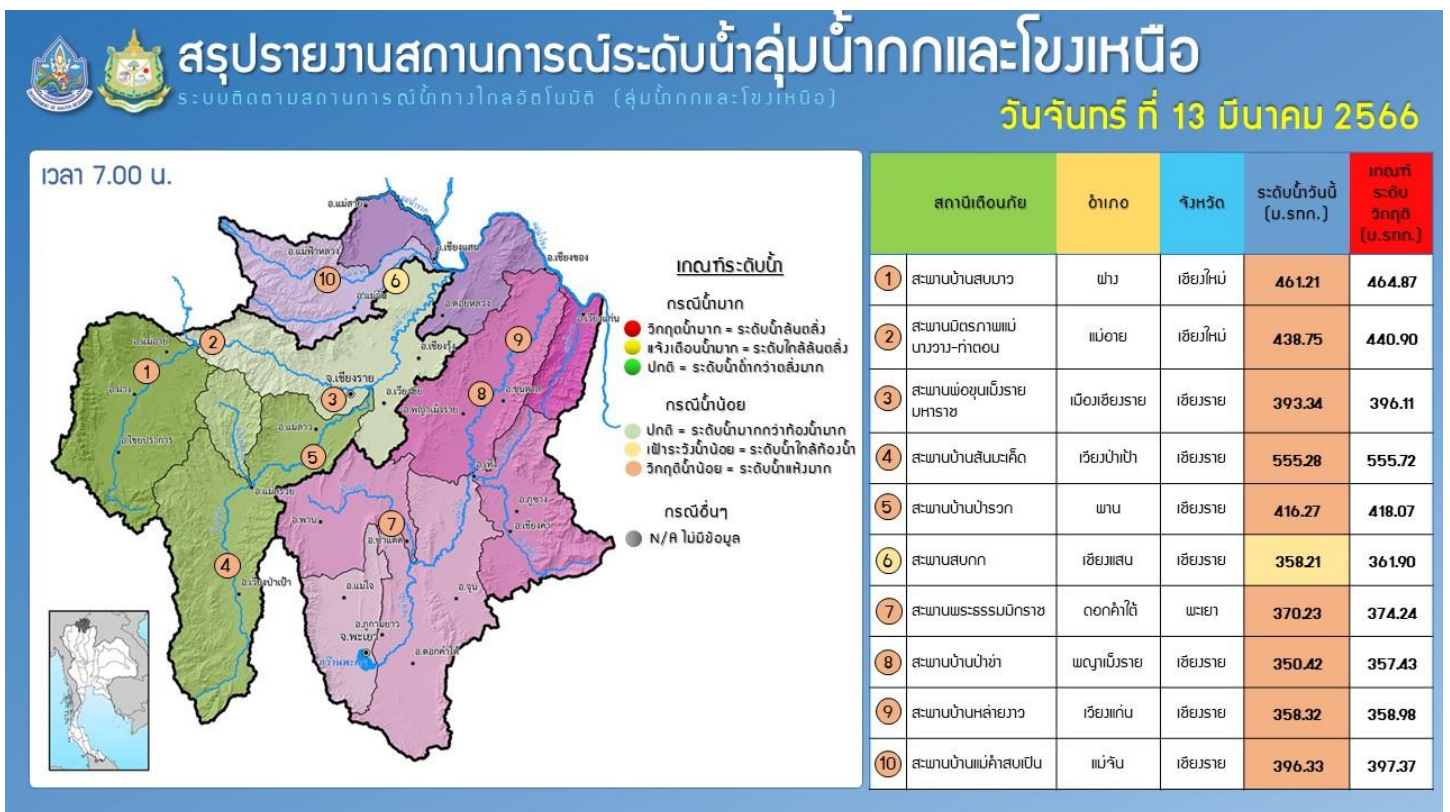 สรุปรายงานสถานการณ์ระดับน้ำลุ่มน้ำกกและโขงเหนือ
ระบบติดตามสถานการณ์น้ำทางไกลอัตโนมัติ (ลุ่มน้ำกกและโขงเหนือ)
วันจันทร์ ที่ 13 มีนาคม 2566
เวลา 7.00 น.
อ.แม่สาย
แม่น้ำรวก
อ.แม่ฟ้าหลวง
อ.เชียงแสน
แม่น้ำโขง
อ.เชียงของ
10
6
อ.แม่จัน
อ.ดอยหลวง
อ.เวียงแก่น
อ.แม่อาย
2
9
1
อ.เชียงรุ้ง
จ.เชียงราย
อ.ฝาง
3
อ.เวียงชัย
8
อ.ขุนตาล
อ.พญาเม็งราย
อ.แม่ลาว
อ.ไชยปราการ
5
อ.เทิง
อ.แม่สรวย
อ.ภูซาง
อ.พาน
7
อ.เชียงคำ
อ.ป่าแดด
4
อ.เวียงป่าเป้า
อ.แม่ใจ
อ.จุน
อ.ภูกามยาว
จ.พะเยา
อ.ดอกคำใต้
เกณฑ์ระดับน้ำ
กรณีน้ำมาก
วิกฤตน้ำมาก = ระดับน้ำล้นตลิ่ง
แจ้งเตือนน้ำมาก = ระดับใกล้ล้นตลิ่ง
ปกติ = ระดับน้ำต่ำกว่าตลิ่งมาก
กรณีน้ำน้อย
ปกติ = ระดับน้ำมากกว่าท้องน้ำมาก
เฝ้าระวังน้ำน้อย = ระดับน้ำใกล้ท้องน้ำ
วิกฤติน้ำน้อย = ระดับน้ำแห้งมาก
กรณีอื่นๆ
N/A ไม่มีข้อมูล
สถานีเตือนภัย อำเภอ จังหวัด ระดับน้ำวันนี้ (ม.รทก.) เกณฑ์ระดับวิกฤติ (ม.รทก.)
1 สะพานบ้านสบมาว ฝาง เชียงใหม่ 461.21 464.87
2 สะพานมิตรภาพแม่นางวาง-ท่าตอน แม่อาย เชียงใหม่ 438.75 440.90
3 สะพานพ่อขุนเม็งรายมหาราช เมืองเชียงราย เชียงราย 393.34 396.11
4 สะพานบ้านสันมะเค็ด เวียงป่าเป้า เชียงราย 555.28 555.72
5 สะพานบ้านป่ารวก พาน เชียงราย 416.27 418.07
6 สะพานสบกก เชียงแสน เชียงราย 358.21 361.90
7 สะพานพระธรรมมิกราช ดอกคำใต้ พะเยา 370.23 374.24
8 สะพานบ้านป่าข่า พญาเม็งราย เชียงราย 350.42 357.43
9 สะพานบ้านหล่ายงาว เวียงแก่น เชียงราย 358.32 358.98
10 สะพานบ้านแม่คำสบเปิน แม่จัน เชียงราย 396.33 397.37